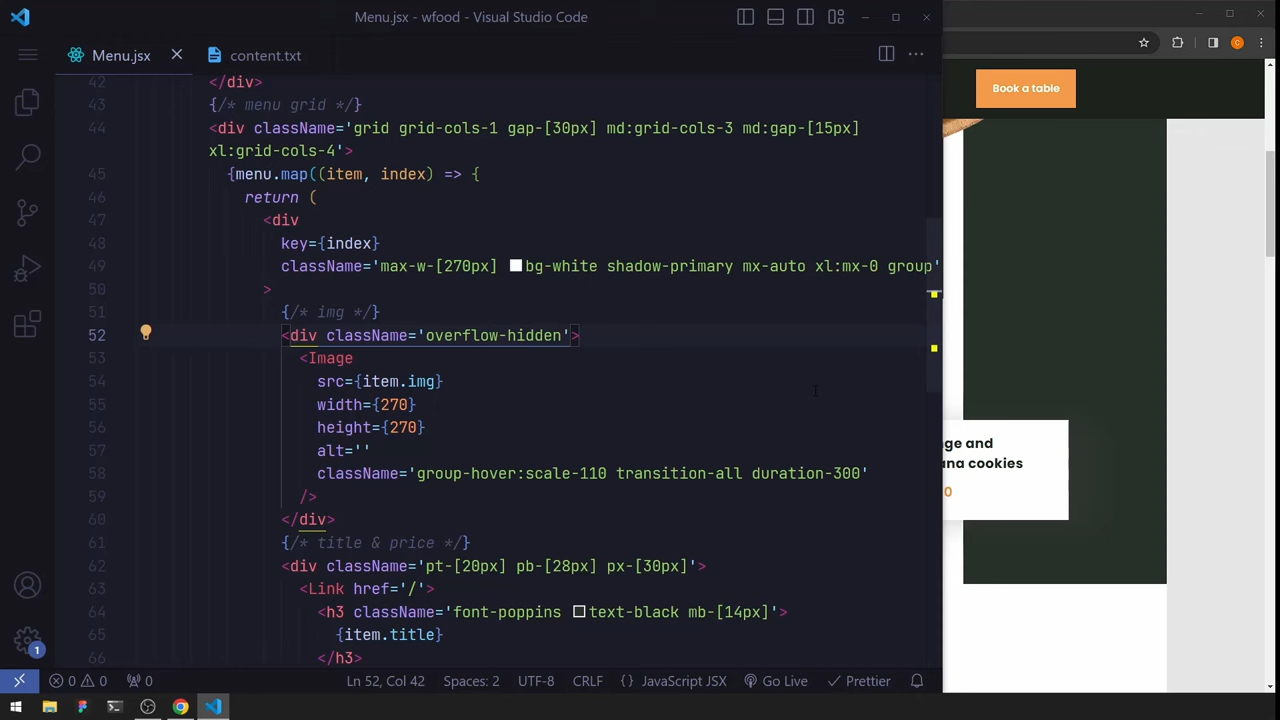 Menu.jsx - wfood - Visual Studio Code
Menu.jsx
content.txt
42 </div>
43 {/* menu grid */}
44 <div className='grid grid-cols-1 gap-[30px] md:grid-cols-3 md:gap-[15px]
xl:grid-cols-4'>
45 {menu.map((item, index) => {
46 return (
47 <div
48 key={index}
49 className='max-w-[270px] bg-white shadow-primary mx-auto xl:mx-0 group'
50 >
51 {/* img */}
52 <div className='overflow-hidden'>
53 <Image
54 src={item.img}
55 width={270}
56 height={270}
57 alt=''
58 className='group-hover:scale-110 transition-all duration-300'
59 />
60 </div>
61 {/* title & price */}
62 <div className='pt-[20px] pb-[28px] px-[30px]'>
63 <Link href='/'>
64 <h3 className='font-poppins text-black mb-[14px]'>
65 {item.title}
66 </h3>
1
0 0 0 Ln 52, Col 42 Spaces: 2 UTF-8 CRLF {} JavaScript JSX Go Live Prettier
C
Book a table
nge and
ana cookies
0